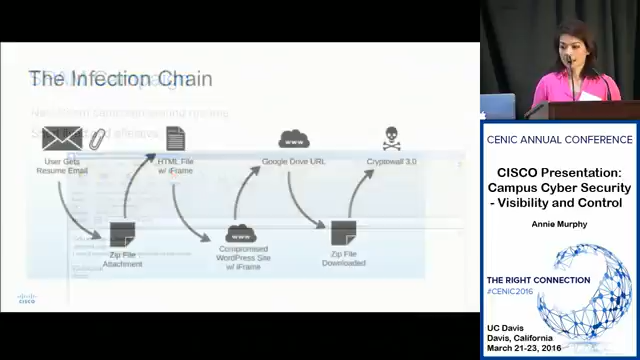 The Infection Chain
User Gets
Resume Email
HTML File
w/ iFrame
Google Drive URL
Cryptowall 3.0
Zip File
Attachment
Compromised
WordPress Site
w/ iFrame
Zip File
Downloaded
CISCO
CENIC ANNUAL CONFERENCE
CISCO Presentation:
Campus Cyber Security
- Visibility and Control
Annie Murphy
THE RIGHT CONNECTION
#CENIC2016
UC Davis
Davis, California
March 21-23, 2016